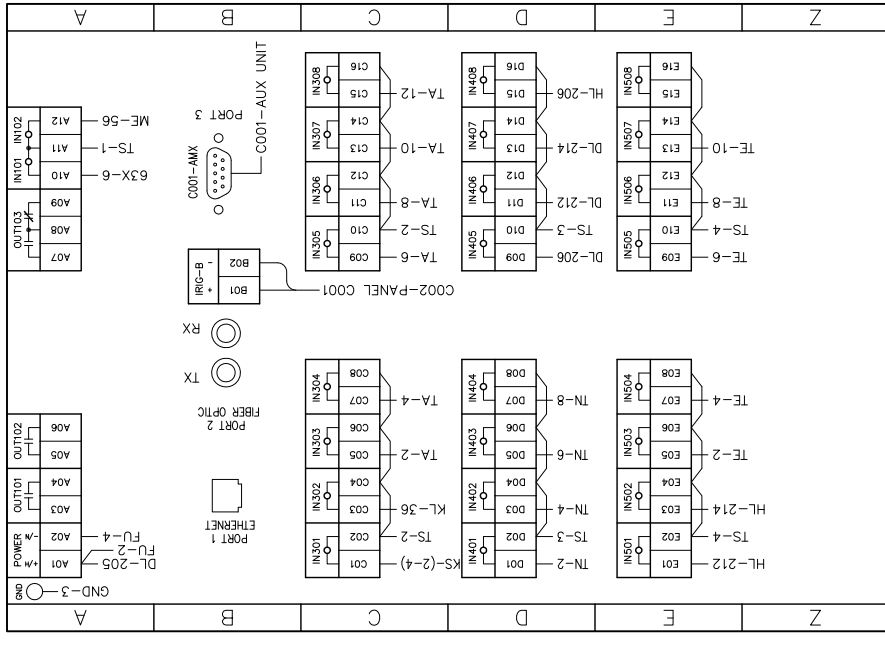 A B C D E Z
IN102
A12 ME-56
A11 TS-1
IN101
A10 63X-6
OUT103
A09
A08
A07
OUT102
A06
A05
OUT101
A04
A03
POWER
N/-
A02 FU-4
H/+
A01 FU-2
DL-205
GND
GND-3
PORT 3
C001-AMX
C001-AUX UNIT
IRIG-B
-
B02
+
B01
C002-PANEL C001
RX
TX
PORT 2
FIBER OPTIC
PORT 1
ETHERNET
IN308
C16
C15 TA-12
IN307
C14
C13 TA-10
IN306
C12
C11 TA-8
IN305
C10 TS-2
C09 TA-6
IN304
C08
C07 TA-4
IN303
C06
C05 TA-2
IN302
C04
C03 KL-36
IN301
C02 TS-2
C01 KS-(2-4)
IN408
D16
D15 HL-206
IN407
D14
D13 DL-214
IN406
D12
D11 DL-212
IN405
D10 TS-3
D09 DL-206
IN404
D08
D07 TN-8
IN403
D06
D05 TN-6
IN402
D04
D03 TN-4
IN401
D02 TS-3
D01 TN-2
IN508
E16
E15
IN507
E14
E13 TE-10
IN506
E12
E11 TE-8
IN505
E10 TS-4
E09 TE-6
IN504
E08
E07 TE-4
IN503
E06
E05 TE-2
IN502
E04
E03 HL-214
IN501
E02 TS-4
E01 HL-212
A B C D E Z